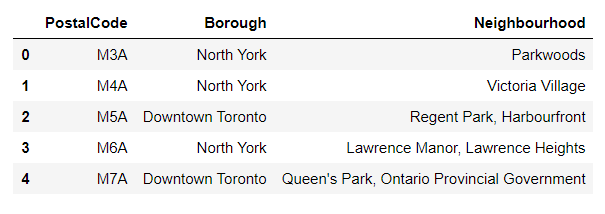 PostalCode Borough Neighbourhood
0 M3A North York Parkwoods
1 M4A North York Victoria Village
2 M5A Downtown Toronto Regent Park, Harbourfront
3 M6A North York Lawrence Manor, Lawrence Heights
4 M7A Downtown Toronto Queen's Park, Ontario Provincial Government